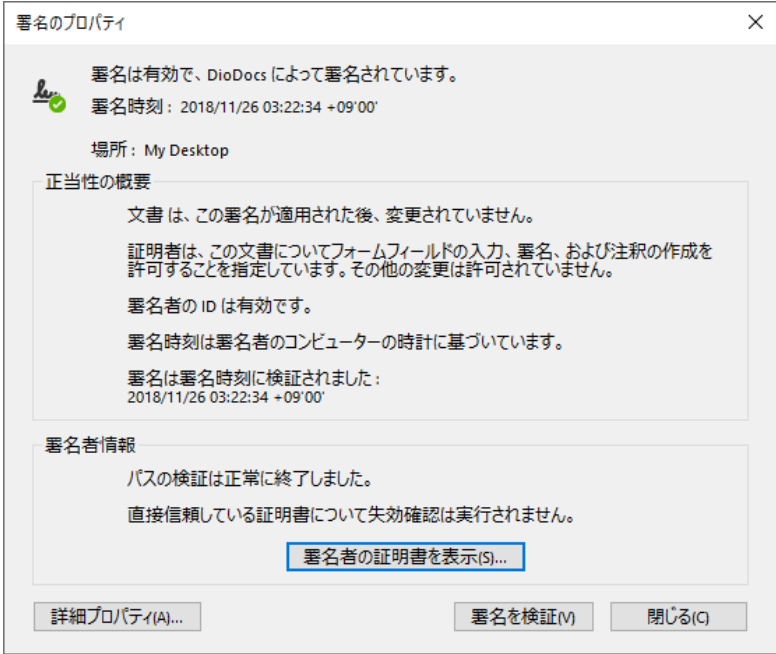 署名のプロパティ
署名は有効で、DioDocs によって署名されています。
署名時刻 : 2018/11/26 03:22:34 +09'00'
場所 : My Desktop
正当性の概要
文書 は、この署名が適用された後、変更されていません。
証明者は、この文書についてフォームフィールドの入力、署名、および注釈の作成を
許可することを指定しています。その他の変更は許可されていません。
署名者の ID は有効です。
署名時刻は署名者のコンピューターの時計に基づいています。
署名は署名時刻に検証されました :
2018/11/26 03:22:34 +09'00'
署名者情報
パスの検証は正常に終了しました。
直接信頼している証明書について失効確認は実行されません。
署名者の証明書を表示(S)...
詳細プロパティ(A)... 署名を検証(V) 閉じる(C)